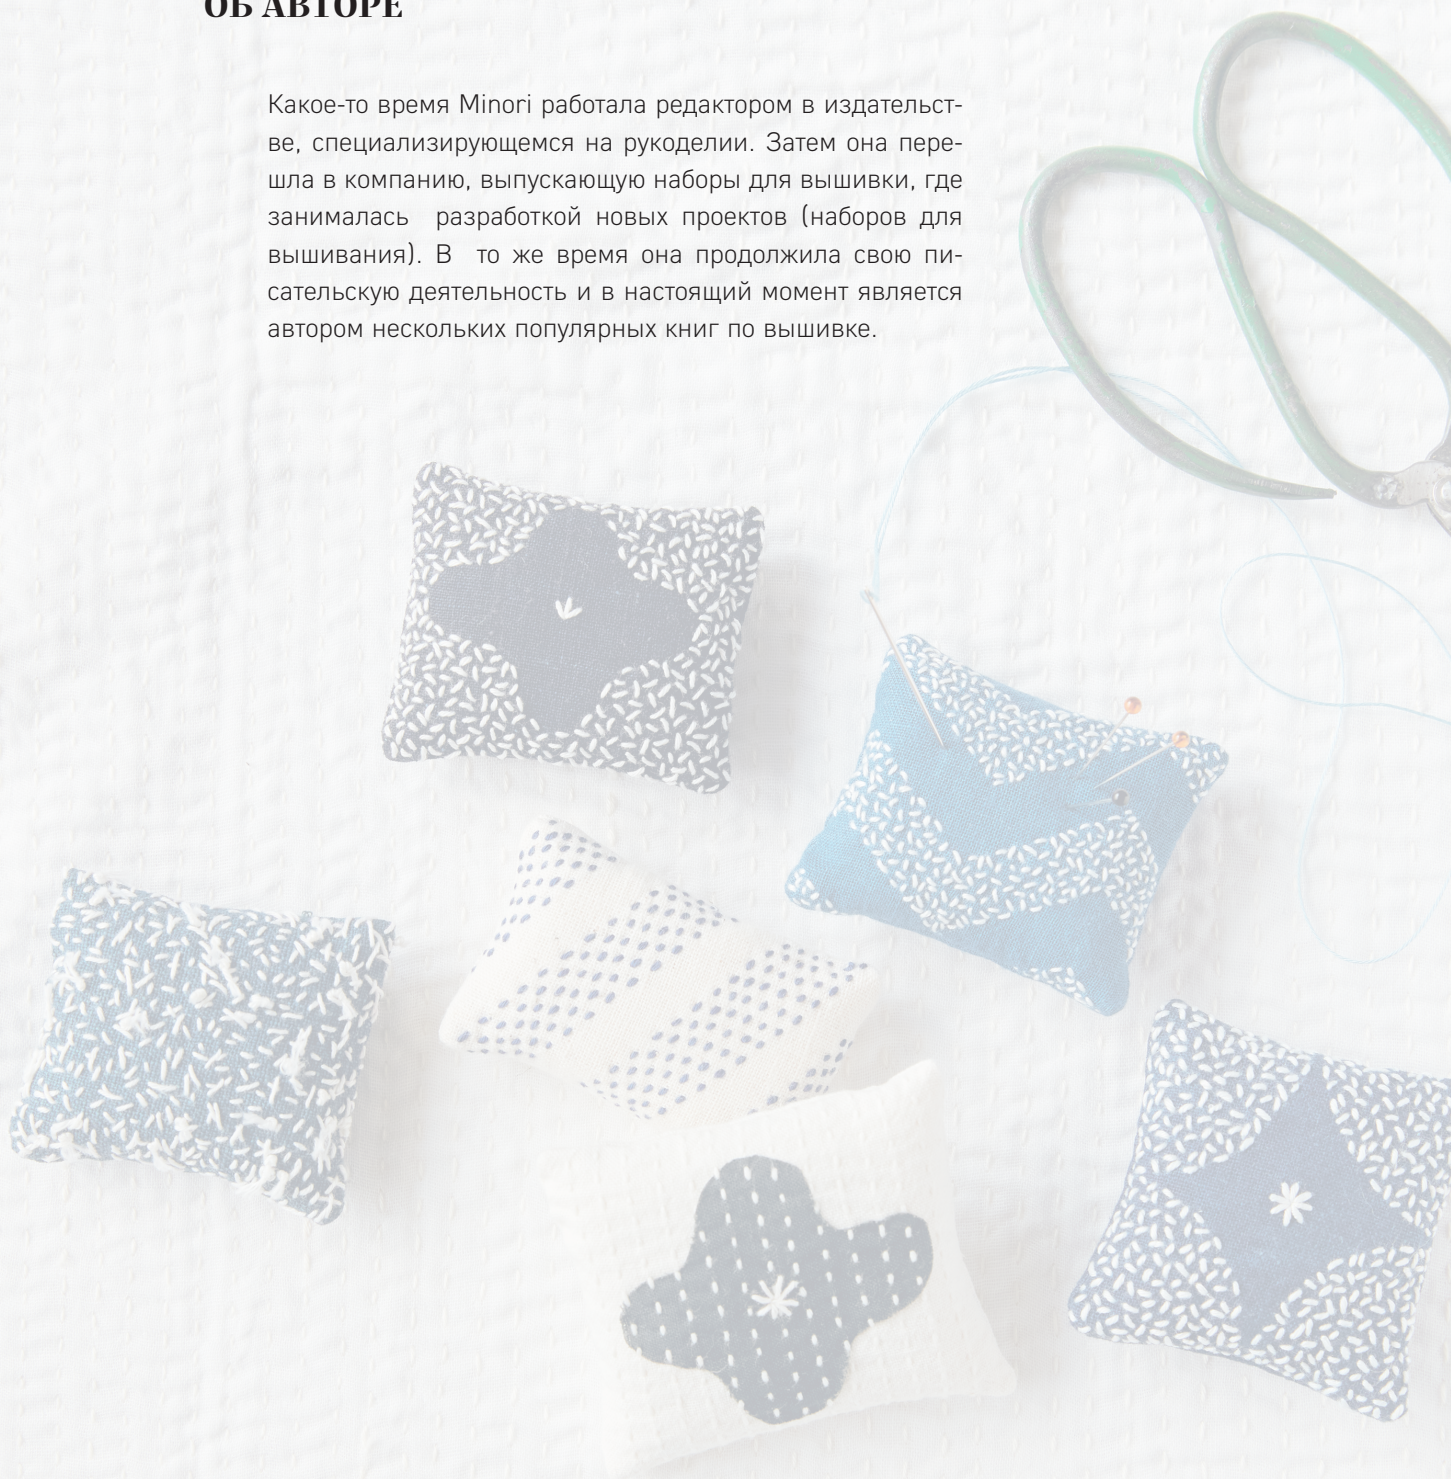 ОБ АВТОРЕ
Какое-то время Minori работала редактором в издательст-
ве, специализирующемся на рукоделии. Затем она пере-
шла в компанию, выпускающую наборы для вышивки, где
занималась разработкой новых проектов (наборов для
вышивания). В то же время она продолжила свою пи-
сательскую деятельность и в настоящий момент является
автором нескольких популярных книг по вышивке.